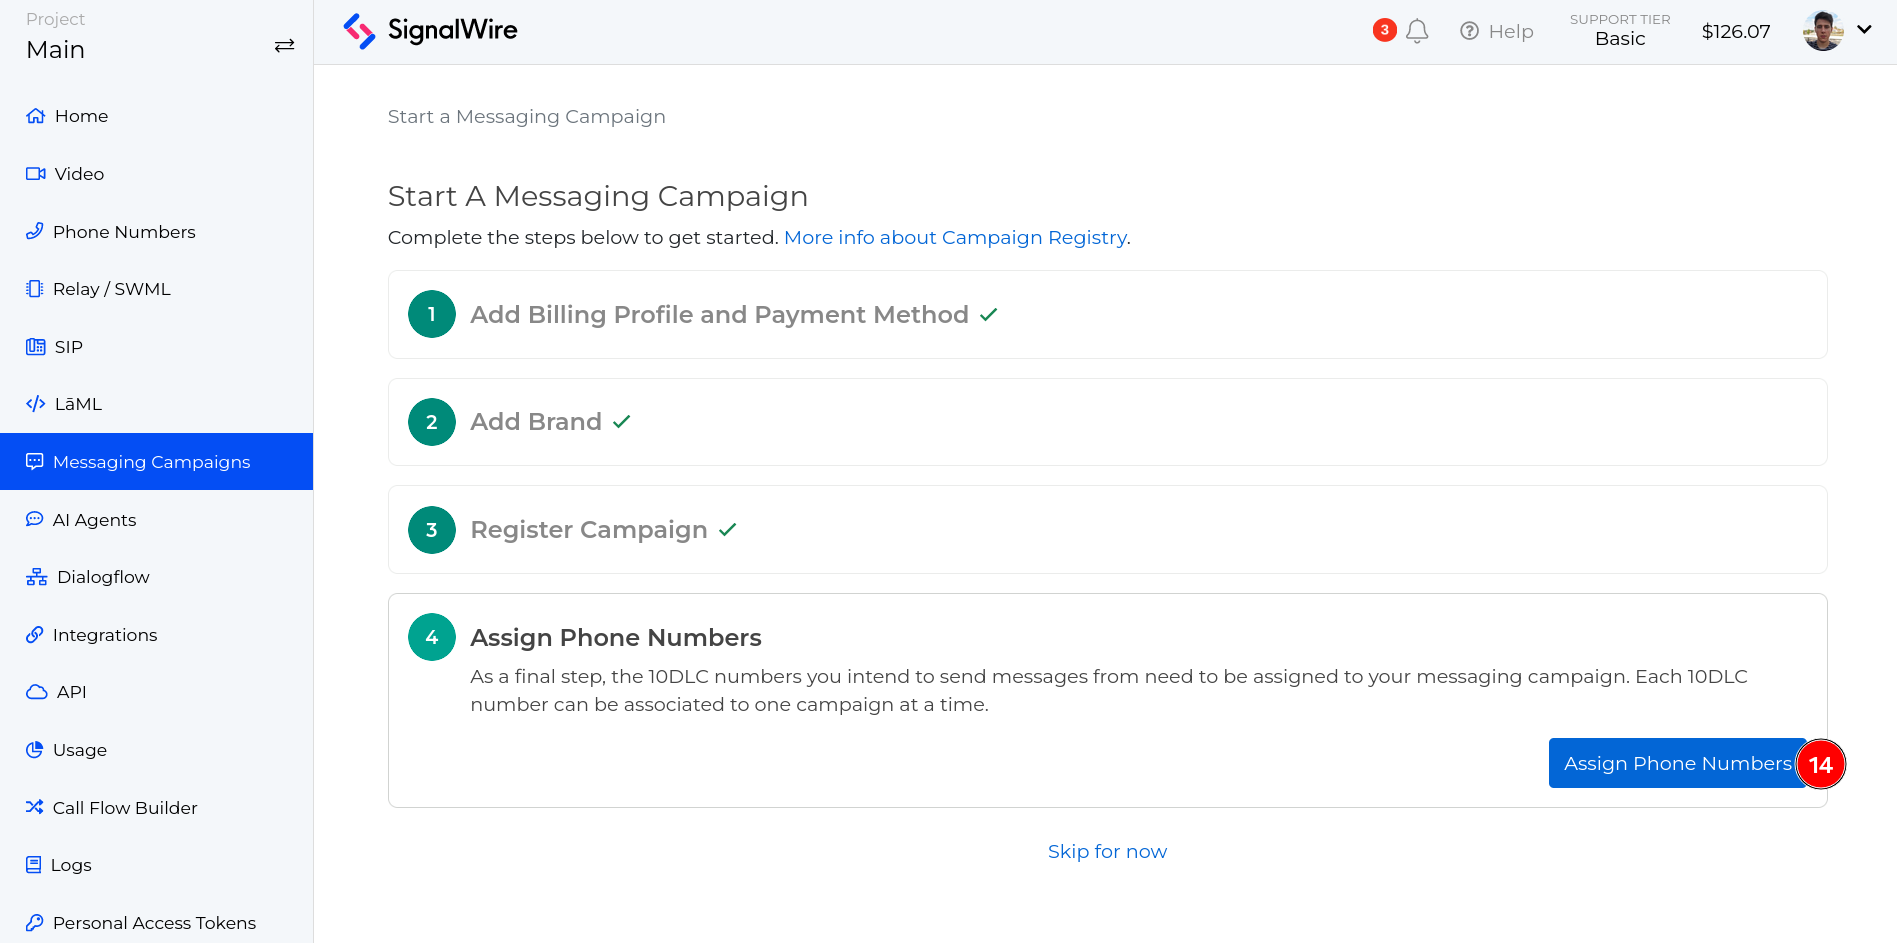 Project
Main
Home
Video
Phone Numbers
Relay / SWML
SIP
LāML
Messaging Campaigns
AI Agents
Dialogflow
Integrations
API
Usage
Call Flow Builder
Logs
Personal Access Tokens
SignalWire
3
Help
SUPPORT TIER
Basic
$126.07
Start a Messaging Campaign
Start A Messaging Campaign
Complete the steps below to get started. More info about Campaign Registry.
1 Add Billing Profile and Payment Method
2 Add Brand
3 Register Campaign
4 Assign Phone Numbers
As a final step, the 10DLC numbers you intend to send messages from need to be assigned to your messaging campaign. Each 10DLC
number can be associated to one campaign at a time.
Assign Phone Numbers 14
Skip for now